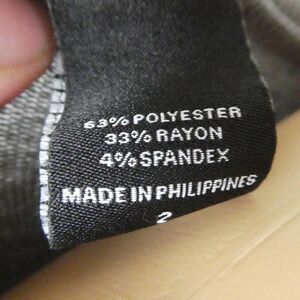 63% POLYESTER
33% RAYON
4% SPANDEX
MADE IN PHILIPPINES
2